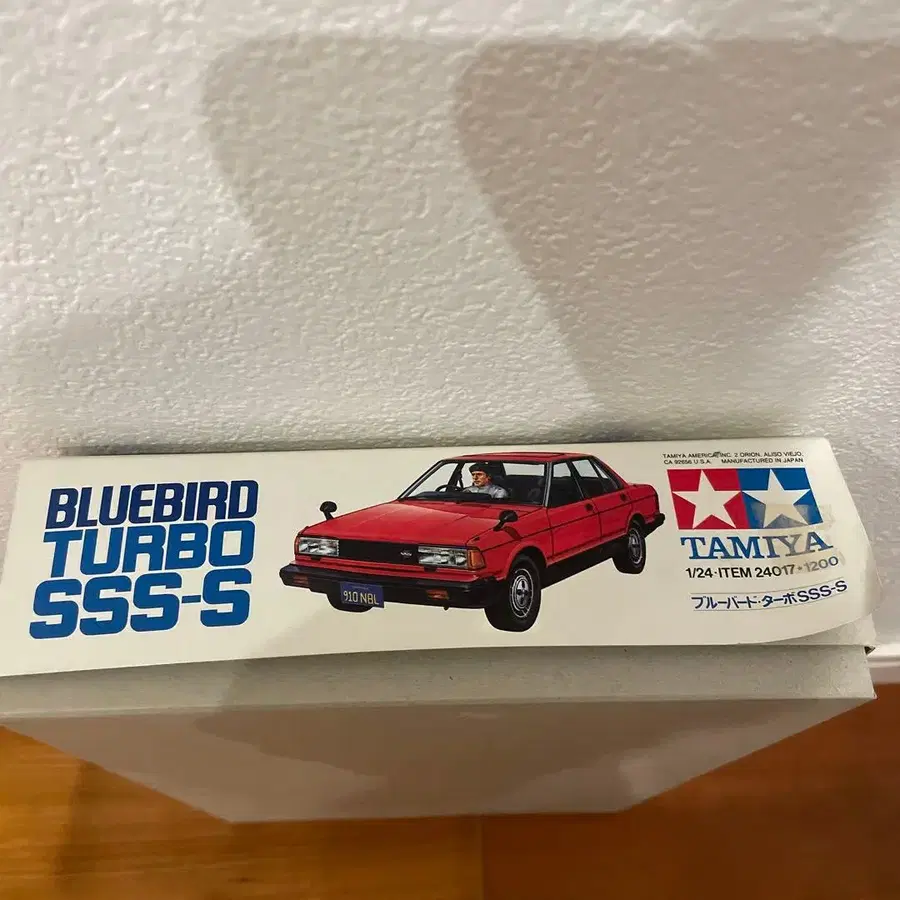 BLUEBIRD
TURBO
SSS-S
910 NBL
TAMIYA AMERICA, INC. 2 ORION, ALISO VIEJO,
CA 92656 U.S.A. MANUFACTURED IN JAPAN
TAMIYA
1/24·ITEM 24017★1200
ブルーバード・ターボSSS-S